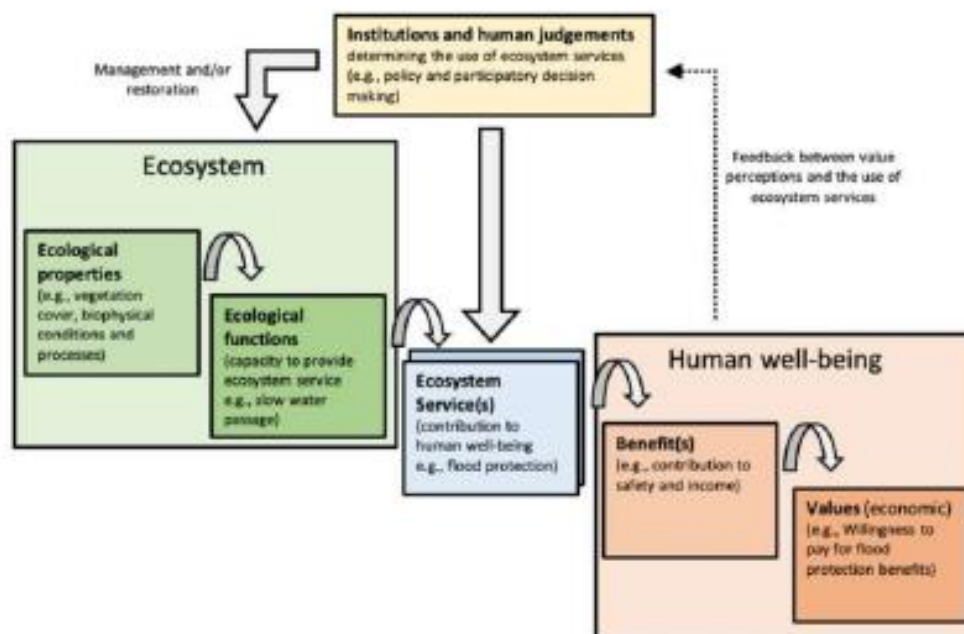 Institutions and human judgements
determining the use of ecosystem services
(e.g., policy and participatory decision
making)
Management and/or
restoration
Feedback between value
perceptions and the use of
ecosystem services
Ecosystem
Ecological
properties
(e.g., vegetation
cover, biophysical
conditions and
processes)
Ecological
functions
(capacity to provide
ecosystem service
e.g., slow water
passage)
Ecosystem
Service(s)
(contribution to
human well-being
e.g., flood protection)
Human well-being
Benefit(s)
(e.g., contribution to
safety and income)
Values (economic)
(e.g., Willingness to
pay for flood
protection benefits)